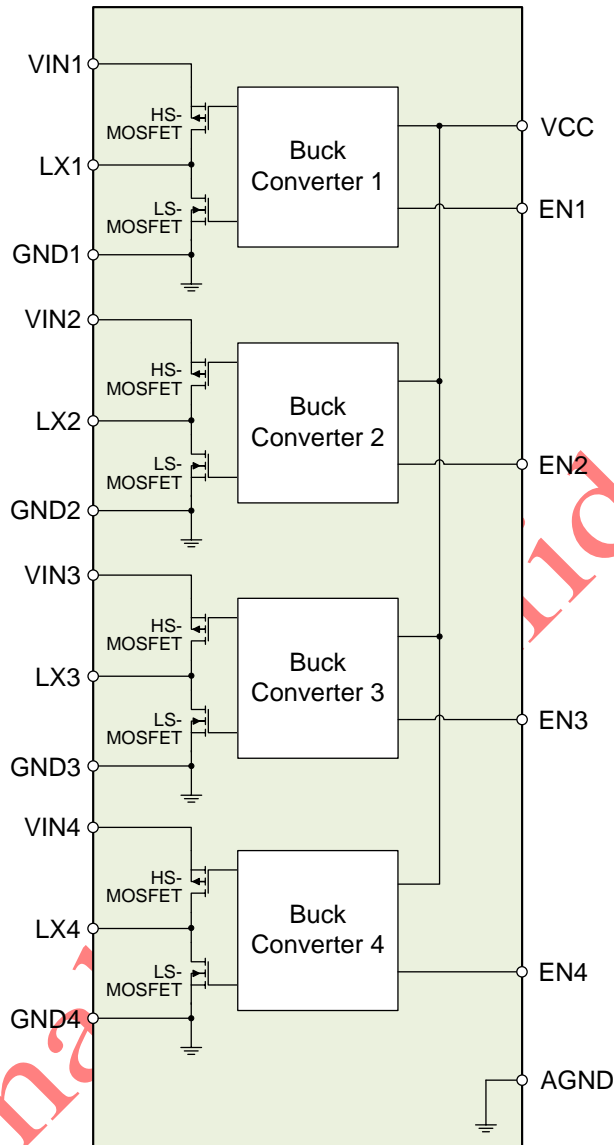 VIN1
HS-
MOSFET
LX1
LS-
MOSFET
GND1
Buck
Converter 1
VCC
EN1
VIN2
HS-
MOSFET
LX2
LS-
MOSFET
GND2
Buck
Converter 2
EN2
VIN3
HS-
MOSFET
LX3
LS-
MOSFET
GND3
Buck
Converter 3
EN3
VIN4
HS-
MOSFET
LX4
LS-
MOSFET
GND4
Buck
Converter 4
EN4
AGND